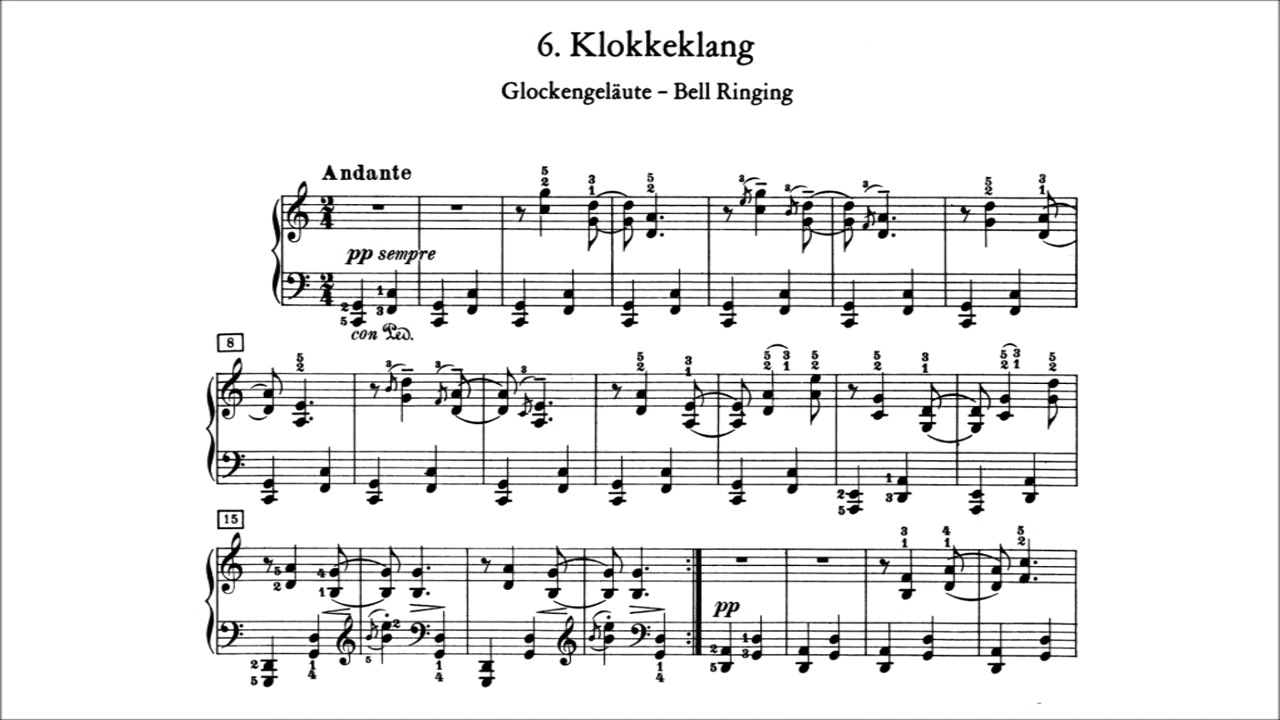 6. Klokkeklang
Glockengeläute – Bell Ringing
Andante
pp sempre
con Ped.
8
15
pp